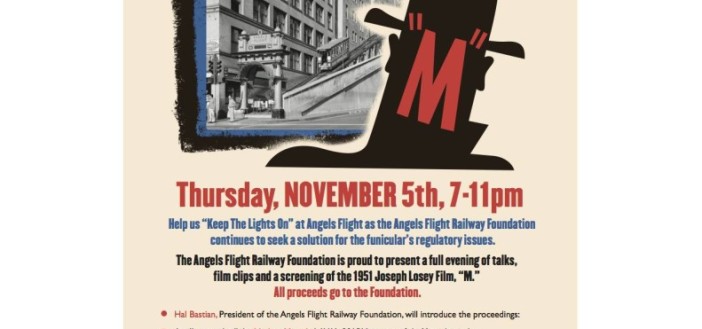 "M"
Thursday, NOVEMBER 5th, 7-11pm
Help us "Keep The Lights On" at Angels Flight as the Angels Flight Railway Foundation
continues to seek a solution for the funicular's regulatory issues.
The Angels Flight Railway Foundation is proud to present a full evening of talks,
film clips and a screening of the 1951 Joseph Losey Film, "M."
All proceeds go to the Foundation.
• Hal Bastian, President of the Angels Flight Railway Foundation, will introduce the proceedings: